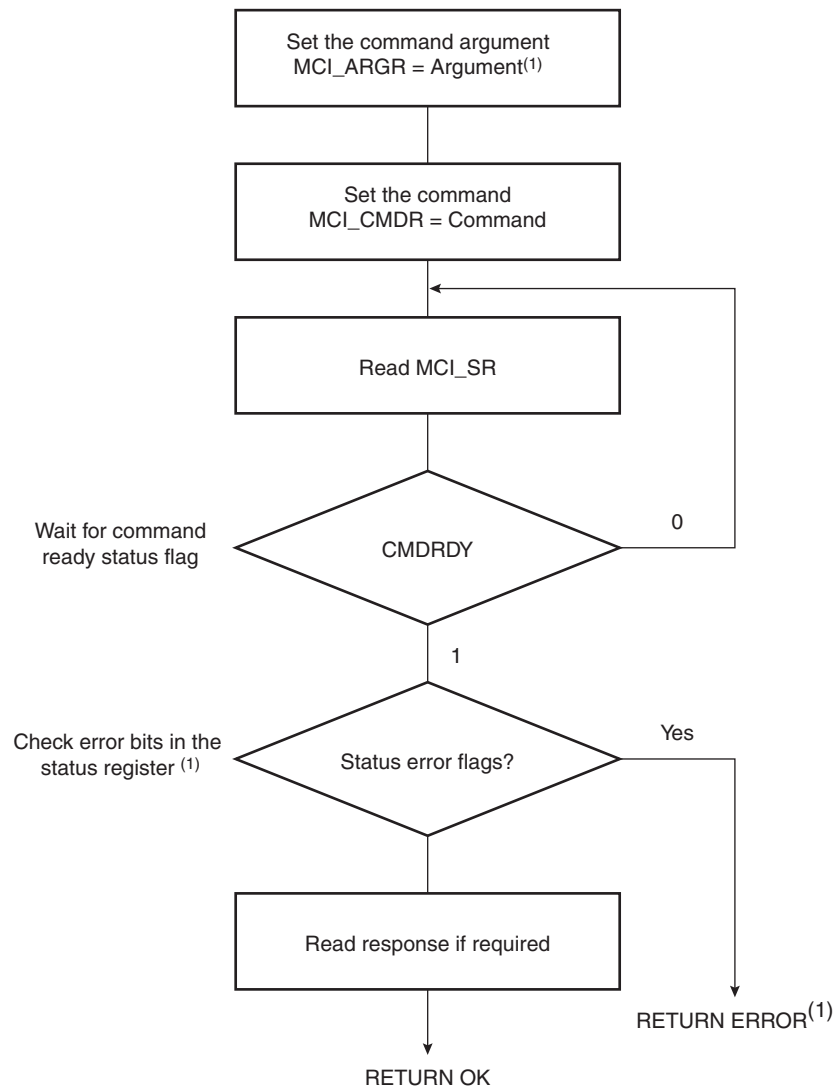 Set the command argument
MCI_ARGR = Argument(1)
Set the command
MCI_CMDR = Command
Read MCI_SR
Wait for command
ready status flag
CMDRDY
0
1
Check error bits in the
status register (1)
Status error flags?
Yes
Read response if required
RETURN ERROR(1)
RETURN OK